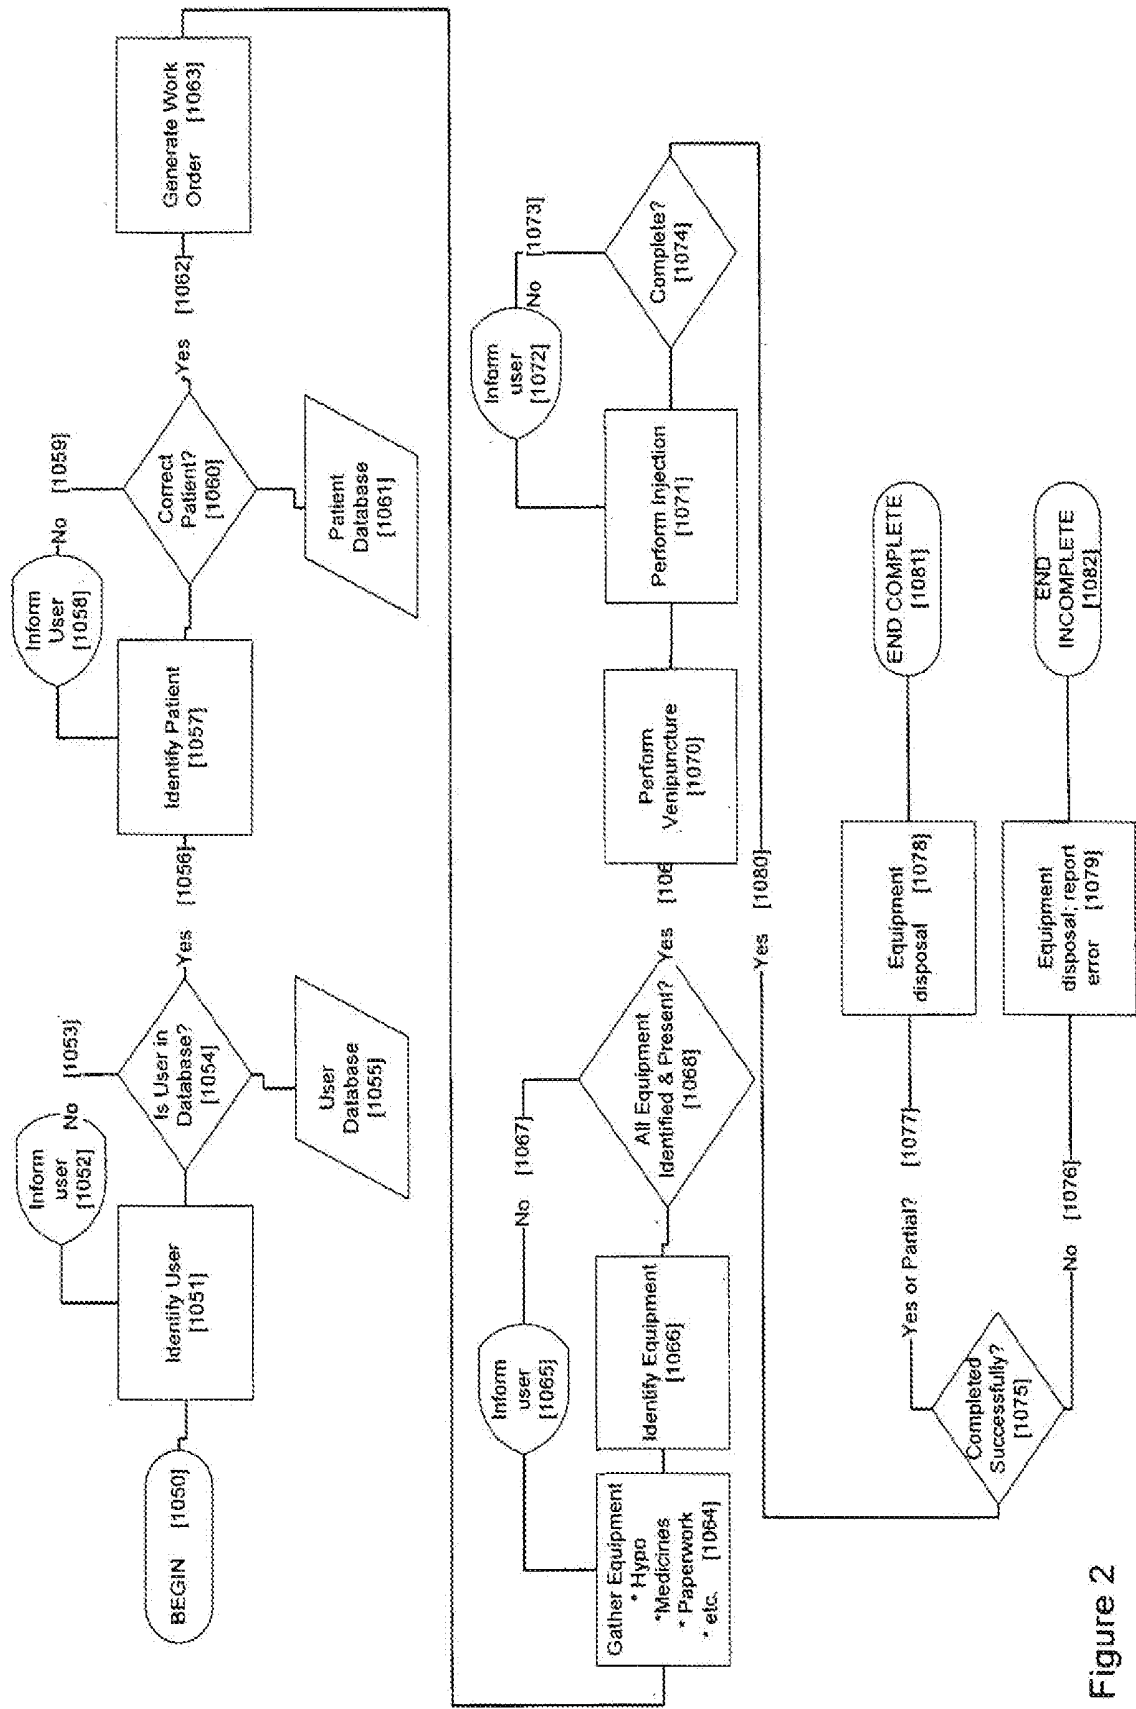 BEGIN [1050]
Identify User
[1051]
Inform
user
[1052]
No
[1053]
Is User in
Database?
[1054]
User
Database
[1055]
Yes [1056]
Identify Patient
[1057]
Inform
User
[1058]
No [1059]
Correct
Patient?
[1060]
Patient
Database
[1061]
Yes [1062]
Generate Work
Order [1063]
Gather Equipment
* Hypo
*Medicines
* Paperwork
* etc. [1064]
Inform
user
[1065]
Identify Equipment
[1066]
No [1067]
All Equipment
Identified & Present?
[1068]
Yes [106
Perform
Venipuncture
[1070]
Perform Injection
[1071]
Inform
user
[1072]
No [1073]
Complete?
[1074]
Yes [1080]
Completed
Successfully?
[1075]
Yes or Partial? [1077]
Equipment
disposal [1078]
END COMPLETE
[1081]
No [1076]
Equipment
disposal; report
error [1079]
END
INCOMPLETE
[1082]
Figure 2